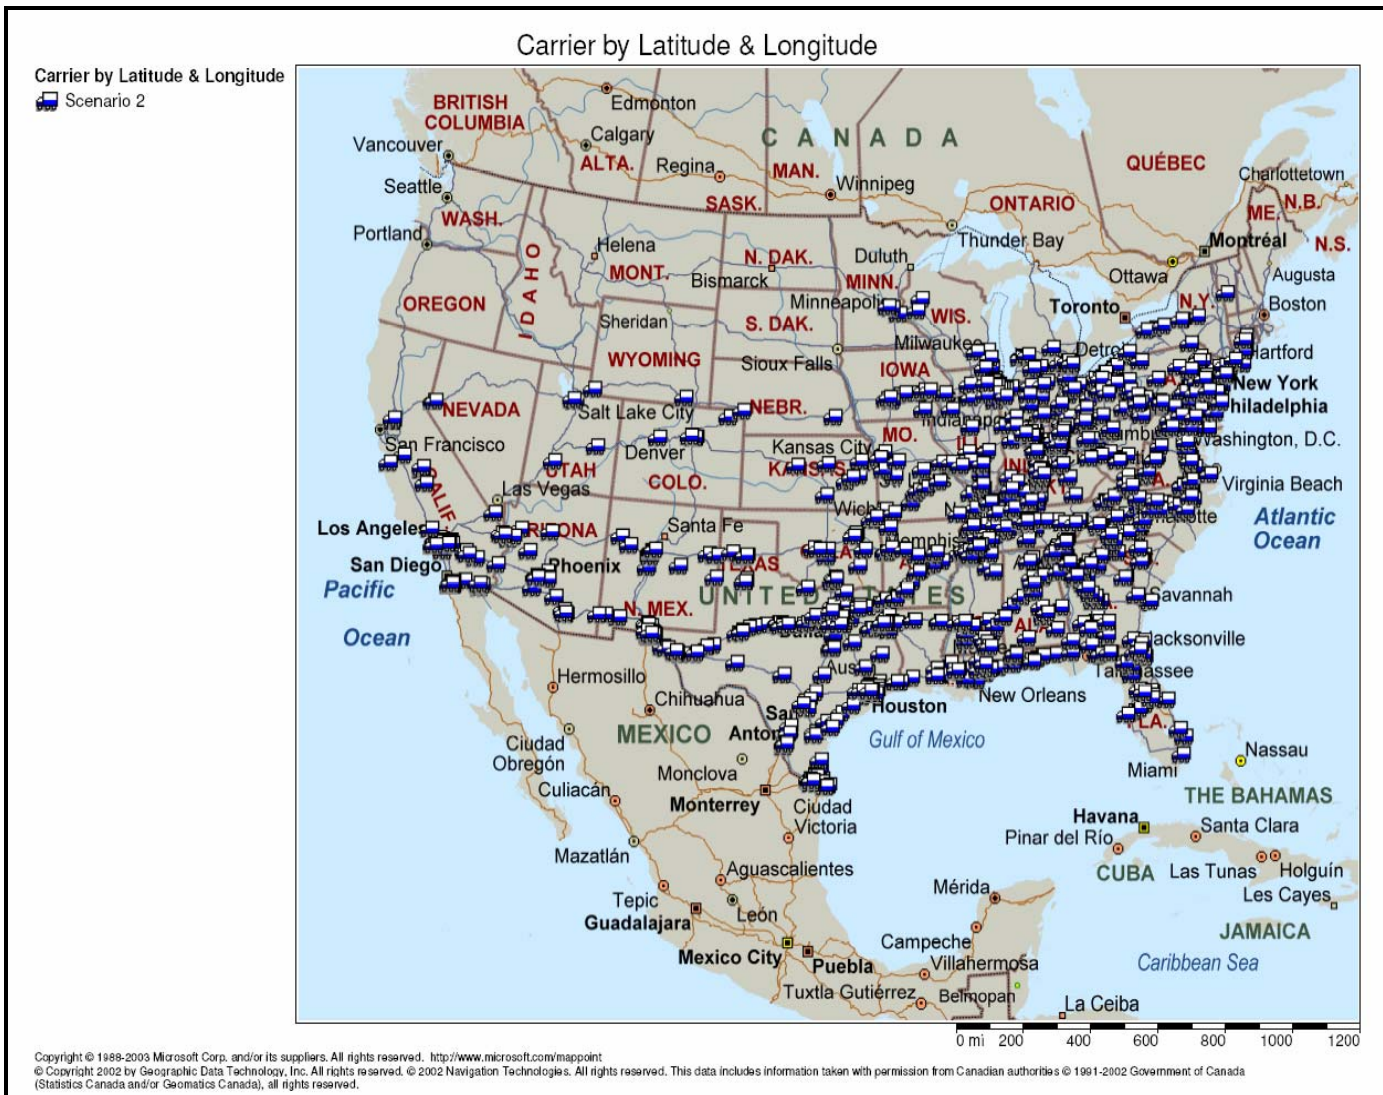 Carrier by Latitude & Longitude
Carrier by Latitude & Longitude
Scenario 2
BRITISH
COLUMBIA
Edmonton
Vancouver
Calgary
ALTA.
CANADA
Regina
MAN.
QUÉBEC
Seattle
Winnipeg
Charlottetown
WASH.
SASK.
ONTARIO
ME.
N.B.
Portland
Helena
Thunder Bay
Montréal
N.S.
IDAHO
MONT.
N. DAK.
Bismarck
Duluth
MINN.
Ottawa
Augusta
OREGON
Sheridan
S. DAK.
WIS.
Toronto
N.Y.
Boston
WYOMING
Sioux Falls
IOWA
Hartford
NEVADA
Salt Lake City
NEBR.
New York
San Francisco
Denver
Kansas City
MO.
Washington, D.C.
UTAH
COLO.
Las Vegas
Virginia Beach
Los Angeles
Santa Fe
Atlantic
Ocean
San Diego
Phoenix
TEXAS
Pacific
Ocean
N. MEX.
UNITED STATES
Savannah
Hermosillo
Chihuahua
MEXICO
Houston
New Orleans
Gulf of Mexico
FLA.
Ciudad
Obregón
Monclova
Miami
Nassau
Culiacán
Monterrey
Ciudad
Victoria
THE BAHAMAS
Mazatlán
Havana
Pinar del Río
Santa Clara
Aguascalientes
CUBA
Las Tunas
Holguín
Tepic
León
Mérida
Les Cayes
Guadalajara
JAMAICA
Mexico City
Puebla
Campeche
Villahermosa
Caribbean Sea
Tuxtla Gutiérrez
Belmopan
La Ceiba
0 mi 200 400 600 800 1000 1200
Copyright © 1988-2003 Microsoft Corp. and/or its suppliers. All rights reserved. http://www.microsoft.com/mappoint
© Copyright 2002 by Geographic Data Technology, Inc. All rights reserved. © 2002 Navigation Technologies. All rights reserved. This data includes information taken with permission from Canadian authorities © 1991-2002 Government of Canada
(Statistics Canada and/or Geomatics Canada), all rights reserved.